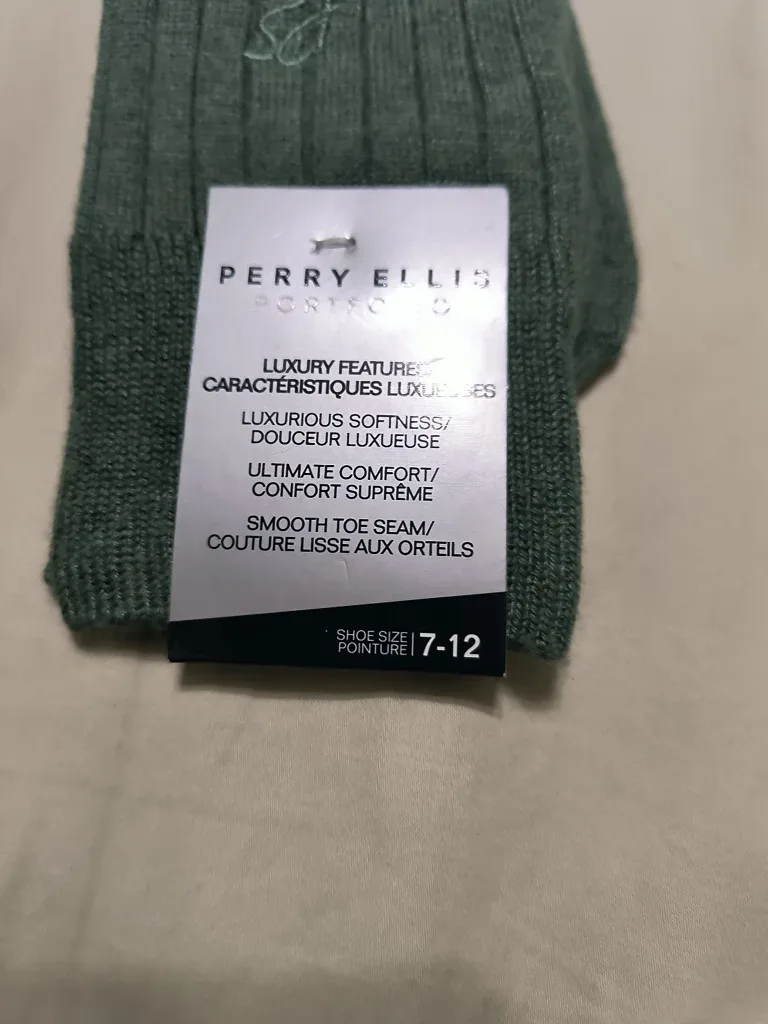 PERRY ELLIS
PORTFOLIO
LUXURY FEATURES/
CARACTÉRISTIQUES LUXUEUSES
LUXURIOUS SOFTNESS/
DOUCEUR LUXUEUSE
ULTIMATE COMFORT/
CONFORT SUPRÊME
SMOOTH TOE SEAM/
COUTURE LISSE AUX ORTEILS
SHOE SIZE
POINTURE
7-12